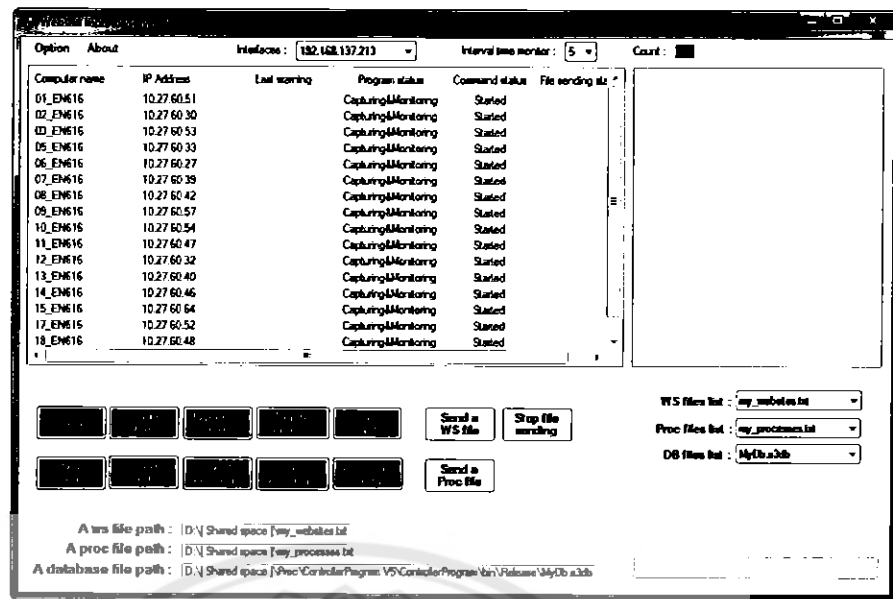 Option About Interfaces : 192.168.137.213 Interval time monitor : 5 Count :
Computer name IP Address Last warning Program status Command status File sending sta
01_EN616 10.27.60.51 Capturing&Monitoring Started
02_EN616 10.27.60.30 Capturing&Monitoring Started
03_EN616 10.27.60.53 Capturing&Monitoring Started
05_EN616 10.27.60.33 Capturing&Monitoring Started
06_EN616 10.27.60.27 Capturing&Monitoring Started
07_EN616 10.27.60.39 Capturing&Monitoring Started
08_EN616 10.27.60.42 Capturing&Monitoring Started
09_EN616 10.27.60.57 Capturing&Monitoring Started
10_EN616 10.27.60.54 Capturing&Monitoring Started
11_EN616 10.27.60.47 Capturing&Monitoring Started
12_EN616 10.27.60.32 Capturing&Monitoring Started
13_EN616 10.27.60.40 Capturing&Monitoring Started
14_EN616 10.27.60.46 Capturing&Monitoring Started
15_EN616 10.27.60.64 Capturing&Monitoring Started
17_EN616 10.27.60.52 Capturing&Monitoring Started
18_EN616 10.27.60.48 Capturing&Monitoring Started
Send a WS file
Stop file sending
Send a Proc file
WS files list : my_websites.txt
Proc files list : my_processes.txt
DB files list : MyDb.s3db
A ws file path : D:\[ Shared space ]\my_websites.txt
A proc file path : D:\[ Shared space ]\my_processes.txt
A database file path : D:\[ Shared space ]\Proc\ControllerProgram V5\ControllerProgram\bin\Release\MyDb.s3db